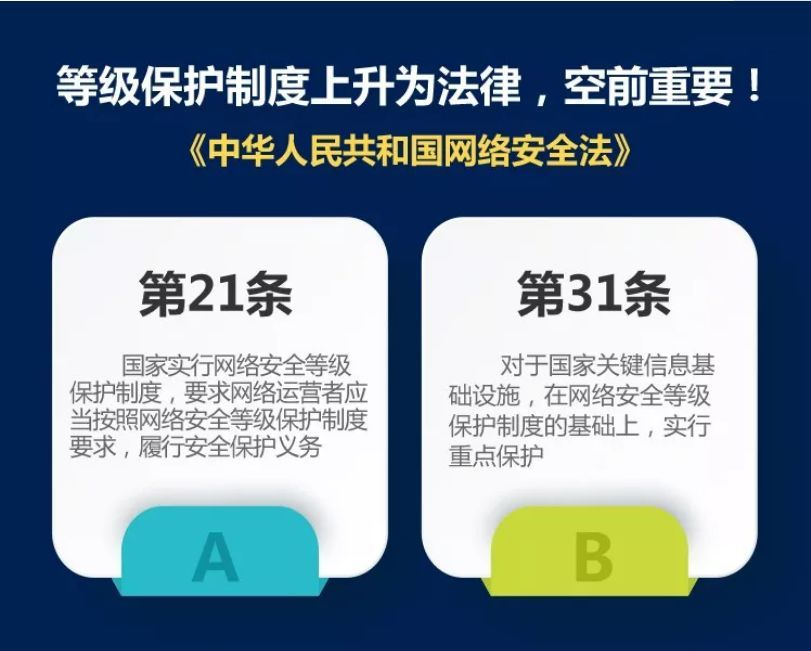 等级保护制度上升为法律，空前重要！
《中华人民共和国网络安全法》
第21条
国家实行网络安全等级
保护制度，要求网络运营者应
当按照网络安全等级保护制度
要求，履行安全保护义务
A
第31条
对于国家关键信息基
础设施，在网络安全等级
保护制度的基础上，实行
重点保护
B